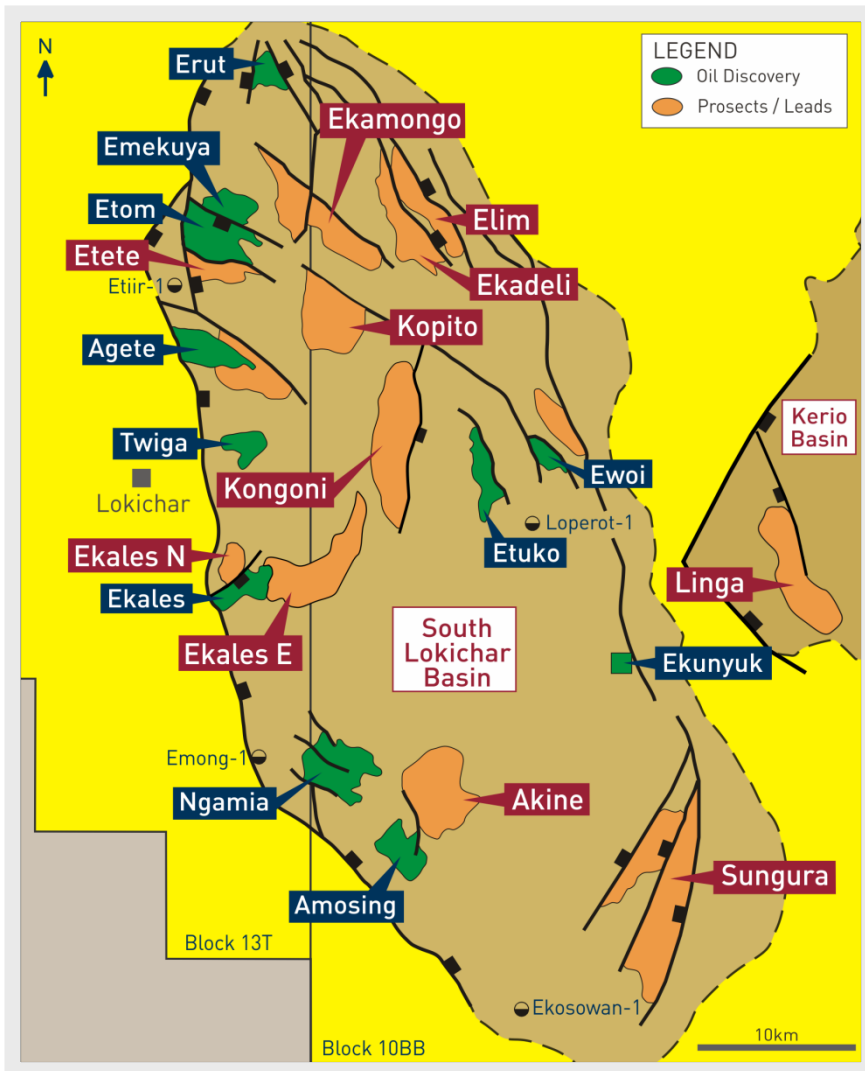 N
LEGEND
Oil Discovery
Prosects / Leads
Erut
Ekamongo
Emekuya
Etom
Elim
Etete
Etiir-1
Ekadeli
Kopito
Agete
Kerio
Basin
Twiga
Lokichar
Kongoni
Ewoi
Loperot-1
Etuko
Ekales N
Linga
Ekales
Ekales E
South
Lokichar
Basin
Ekunyuk
Emong-1
Ngamia
Akine
Sungura
Amosing
Block 13T
Ekosowan-1
10km
Block 10BB